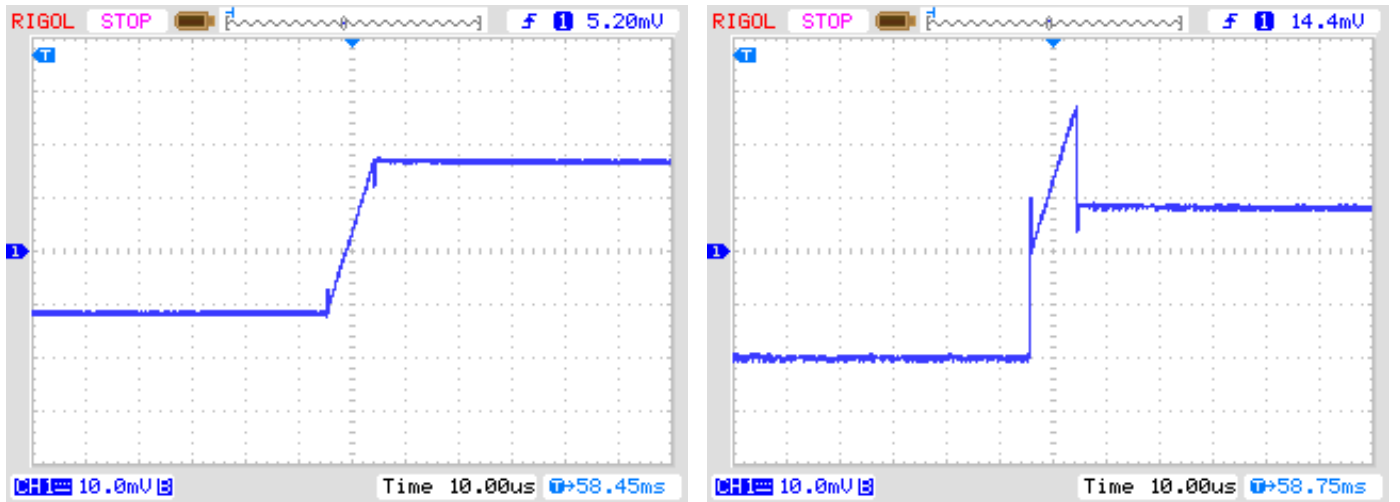 RIGOL STOP 1 5.20mV
T
1
CH1 10.0mV B Time 10.00us T→58.45ms
RIGOL STOP 1 14.4mV
T
1
CH1 10.0mV B Time 10.00us T→58.75ms